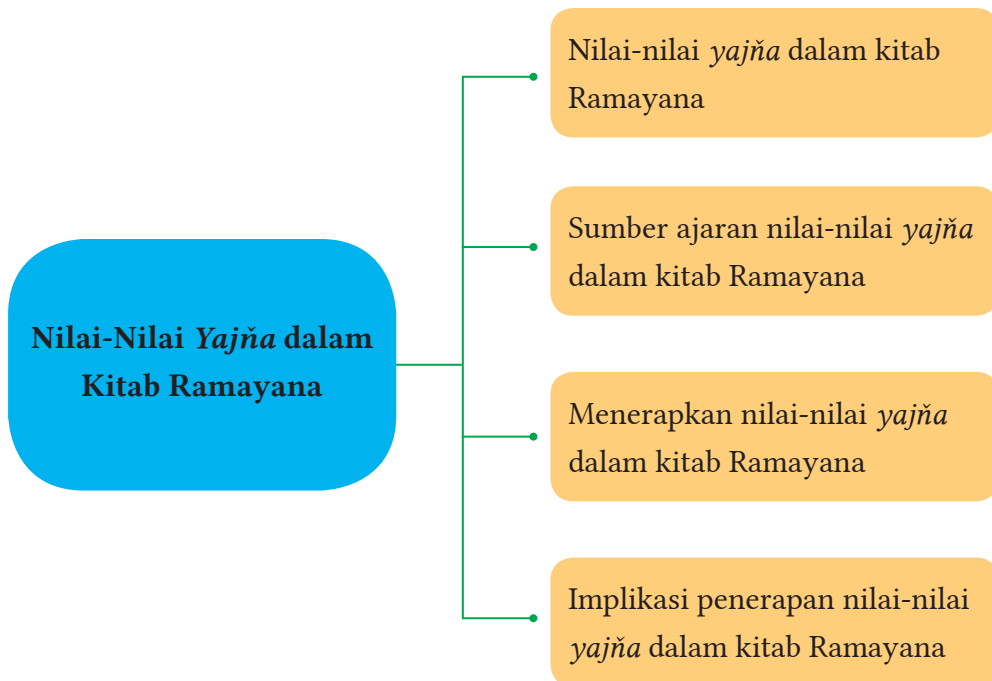 Nilai-nilai yajňa dalam kitab
Ramayana
Sumber ajaran nilai-nilai yajňa
dalam kitab Ramayana
Nilai-Nilai Yajňa dalam
Kitab Ramayana
Menerapkan nilai-nilai yajňa
dalam kitab Ramayana
Implikasi penerapan nilai-nilai
yajňa dalam kitab Ramayana